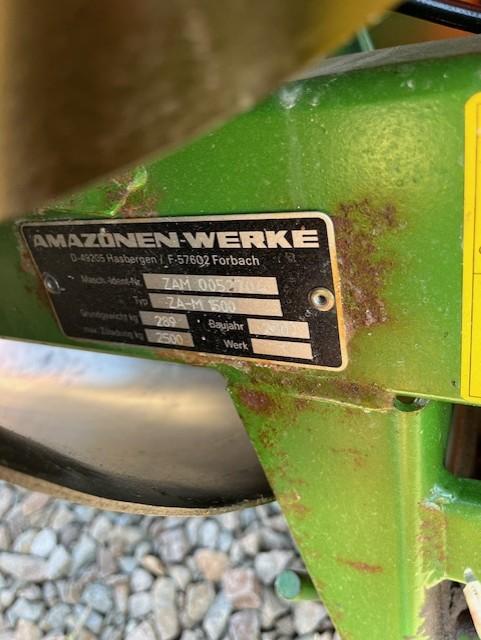 AMAZONEN-WERKE
D-49205 Hasbergen / F-57602 Forbach
Masch.-Ident-Nr.
Typ ZA-M 1500
Grundgewicht kg 289 Baujahr
max. Zuladung kg 2500 Werk